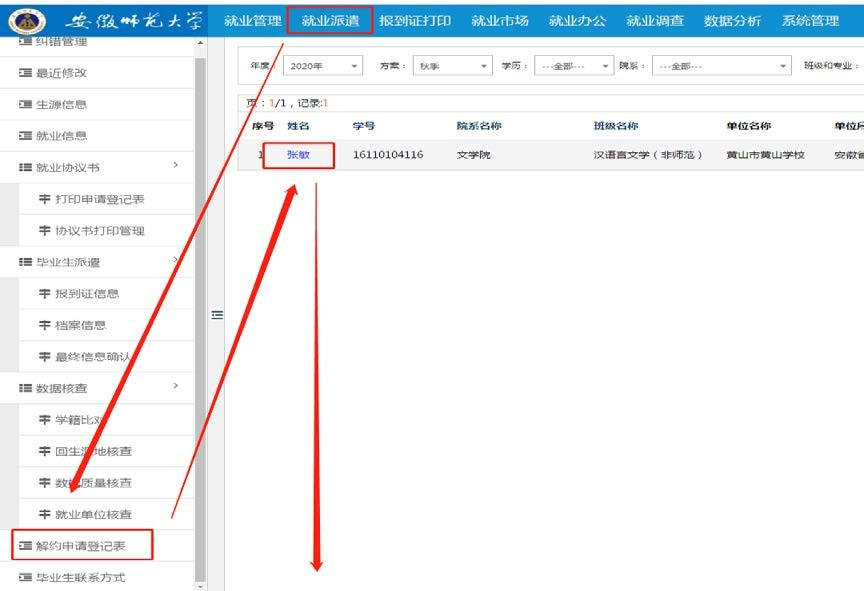 安徽师范大学
就业管理 就业派遣 报到证打印 就业市场 就业办公 就业调查 数据分析 系统管理
纠错管理
最近修改
生源信息
就业信息
就业协议书
打印申请登记表
协议书打印管理
毕业生派遣
报到证信息
档案信息
最终信息确认
数据核查
学籍比对
回生源地核查
数据质量核查
就业单位核查
解约申请登记表
毕业生联系方式
年度： 2020年 方案： 秋季 学历： ---全部--- 院系： ---全部--- 班级和专业：
页：1/1，记录:1
序号 姓名 学号 院系名称 班级名称 单位名称
1 张敏 16110104116 文学院 汉语言文学（非师范） 黄山市黄山学校